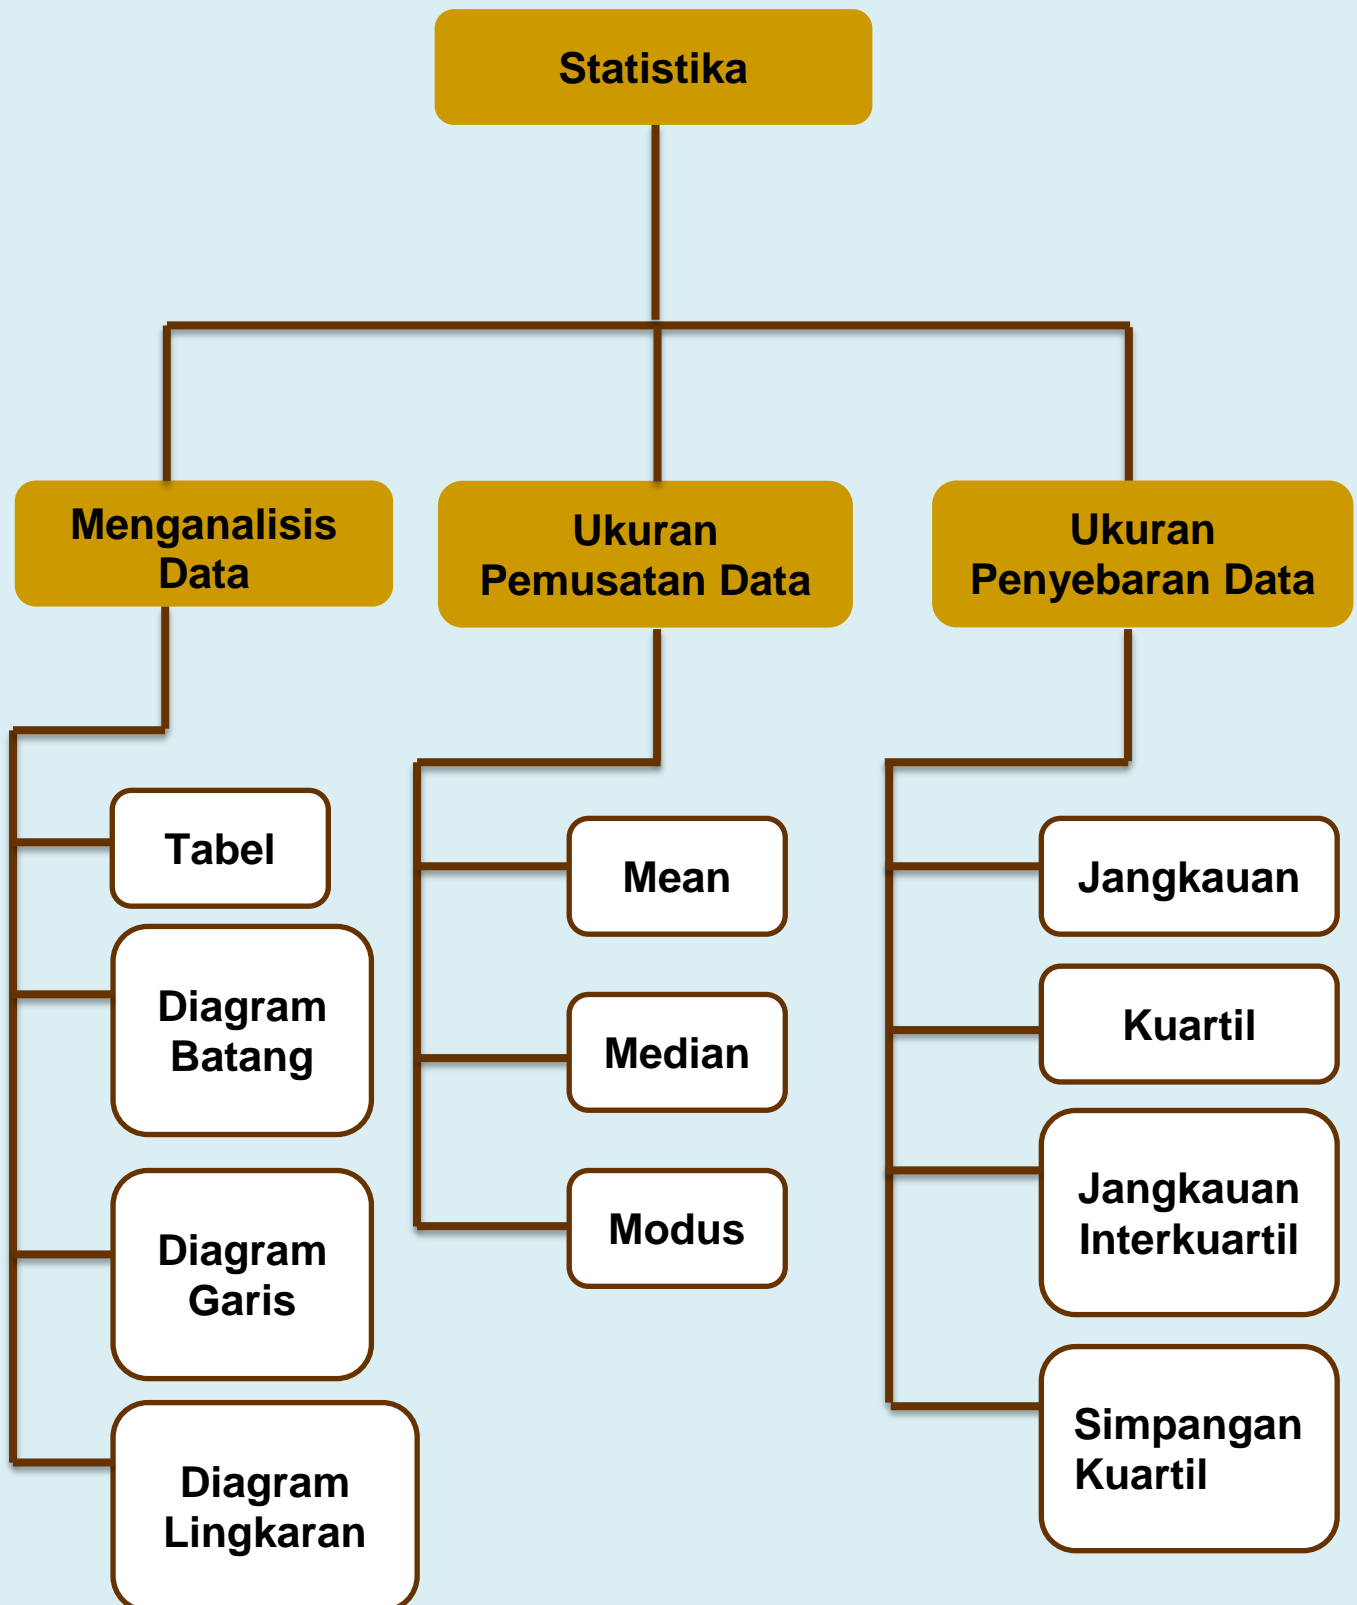 Statistika
Menganalisis
Data
Tabel
Diagram
Batang
Diagram
Garis
Diagram
Lingkaran
Ukuran
Pemusatan Data
Mean
Median
Modus
Ukuran
Penyebaran Data
Jangkauan
Kuartil
Jangkauan
Interkuartil
Simpangan
Kuartil